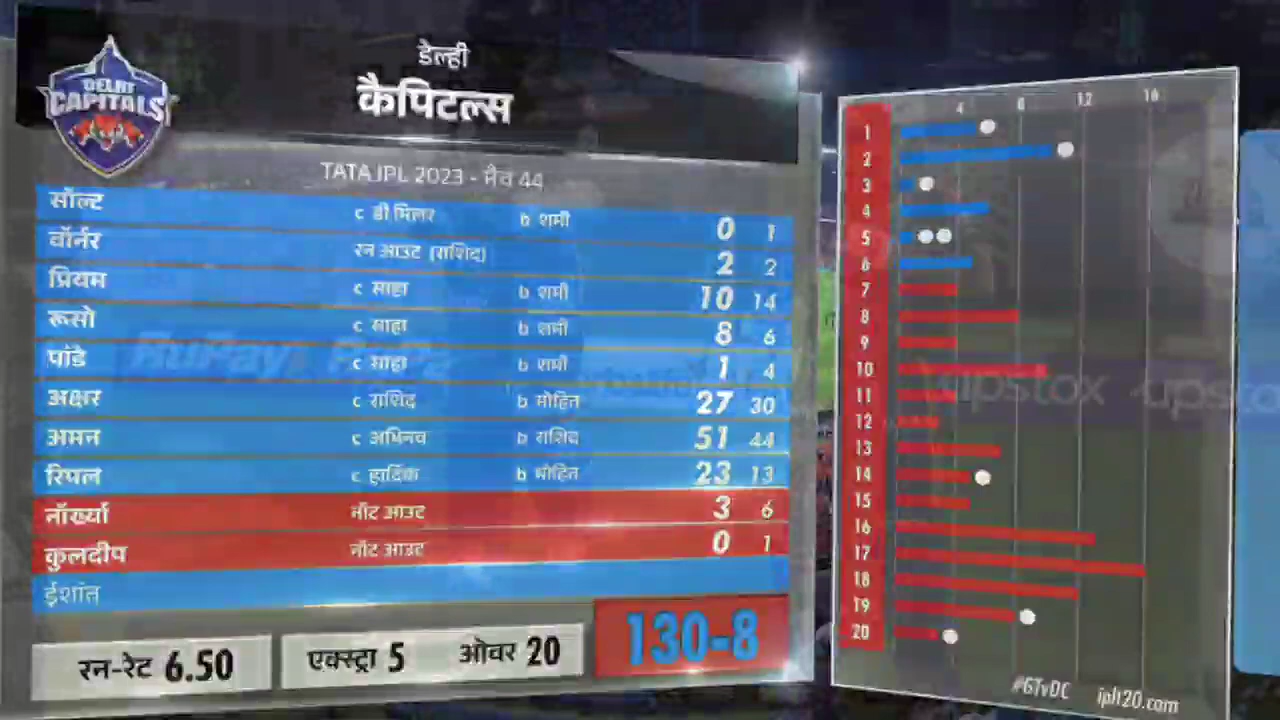 डेल्ही
कैपिटल्स
DELHI
CAPITALS
TATA IPL 2023 - मैच 44
सॉल्ट c डी मिलर b शमी 0 1
वॉर्नर रन आउट (राशिद) 2 2
प्रियम c साहा b शमी 10 14
रूसो c साहा b शमी 8 6
पांडे c साहा b शमी 1 4
अक्षर c राशिद b मोहित 27 30
अमन c अभिनव b राशिद 51 44
रिपल c हार्दिक b मोहित 23 13
नॉर्ख्या नॉट आउट 3 6
कुलदीप नॉट आउट 0 1
ईशांत
रन-रेट 6.50 एक्स्ट्रा 5 ओवर 20 130-8
4 8 12 16
1
2
3
4
5
6
7
8
9
10
11
12
13
14
15
16
17
18
19
20
#GTvDC iplt20.com
RuPay
upstox upstox